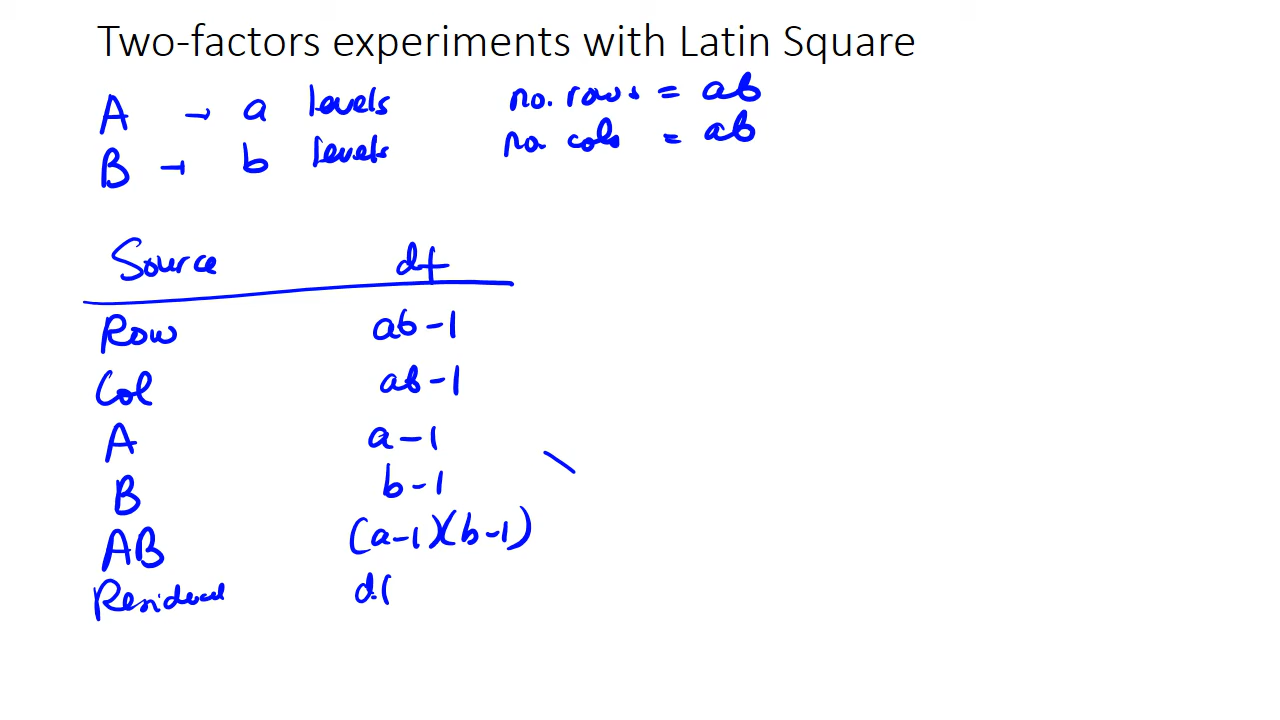 Two-factors experiments with Latin Square
A → a levels no. rows = ab
B → b levels no. cols = ab
Source df
Row ab-1
Col ab-1
A a-1
B b-1
AB (a-1)(b-1)
Residual d(